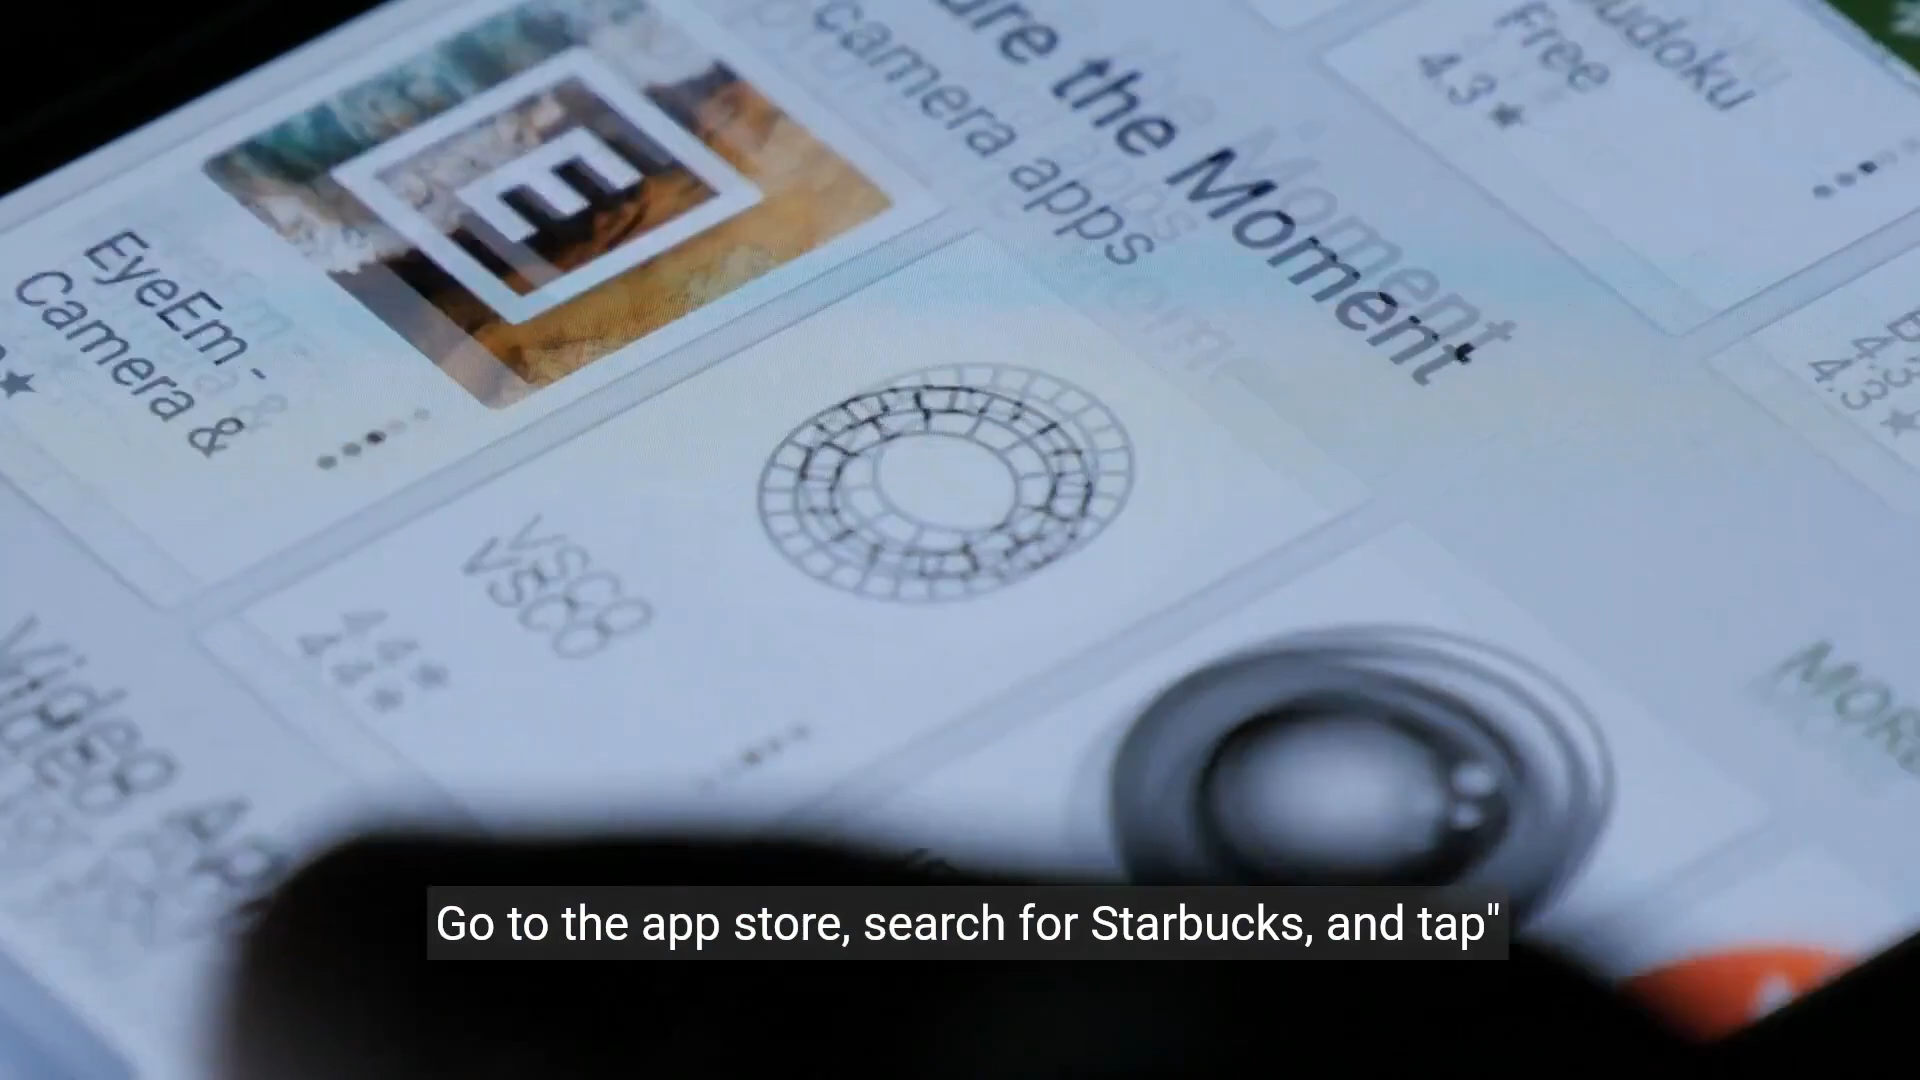 udoku
Free
4.3 ★
ure the Moment
camera apps
EyeEm -
Camera &
VSCO
4.4 ★
4.3 ★
MORE
Video
Go to the app store, search for Starbucks, and tap"